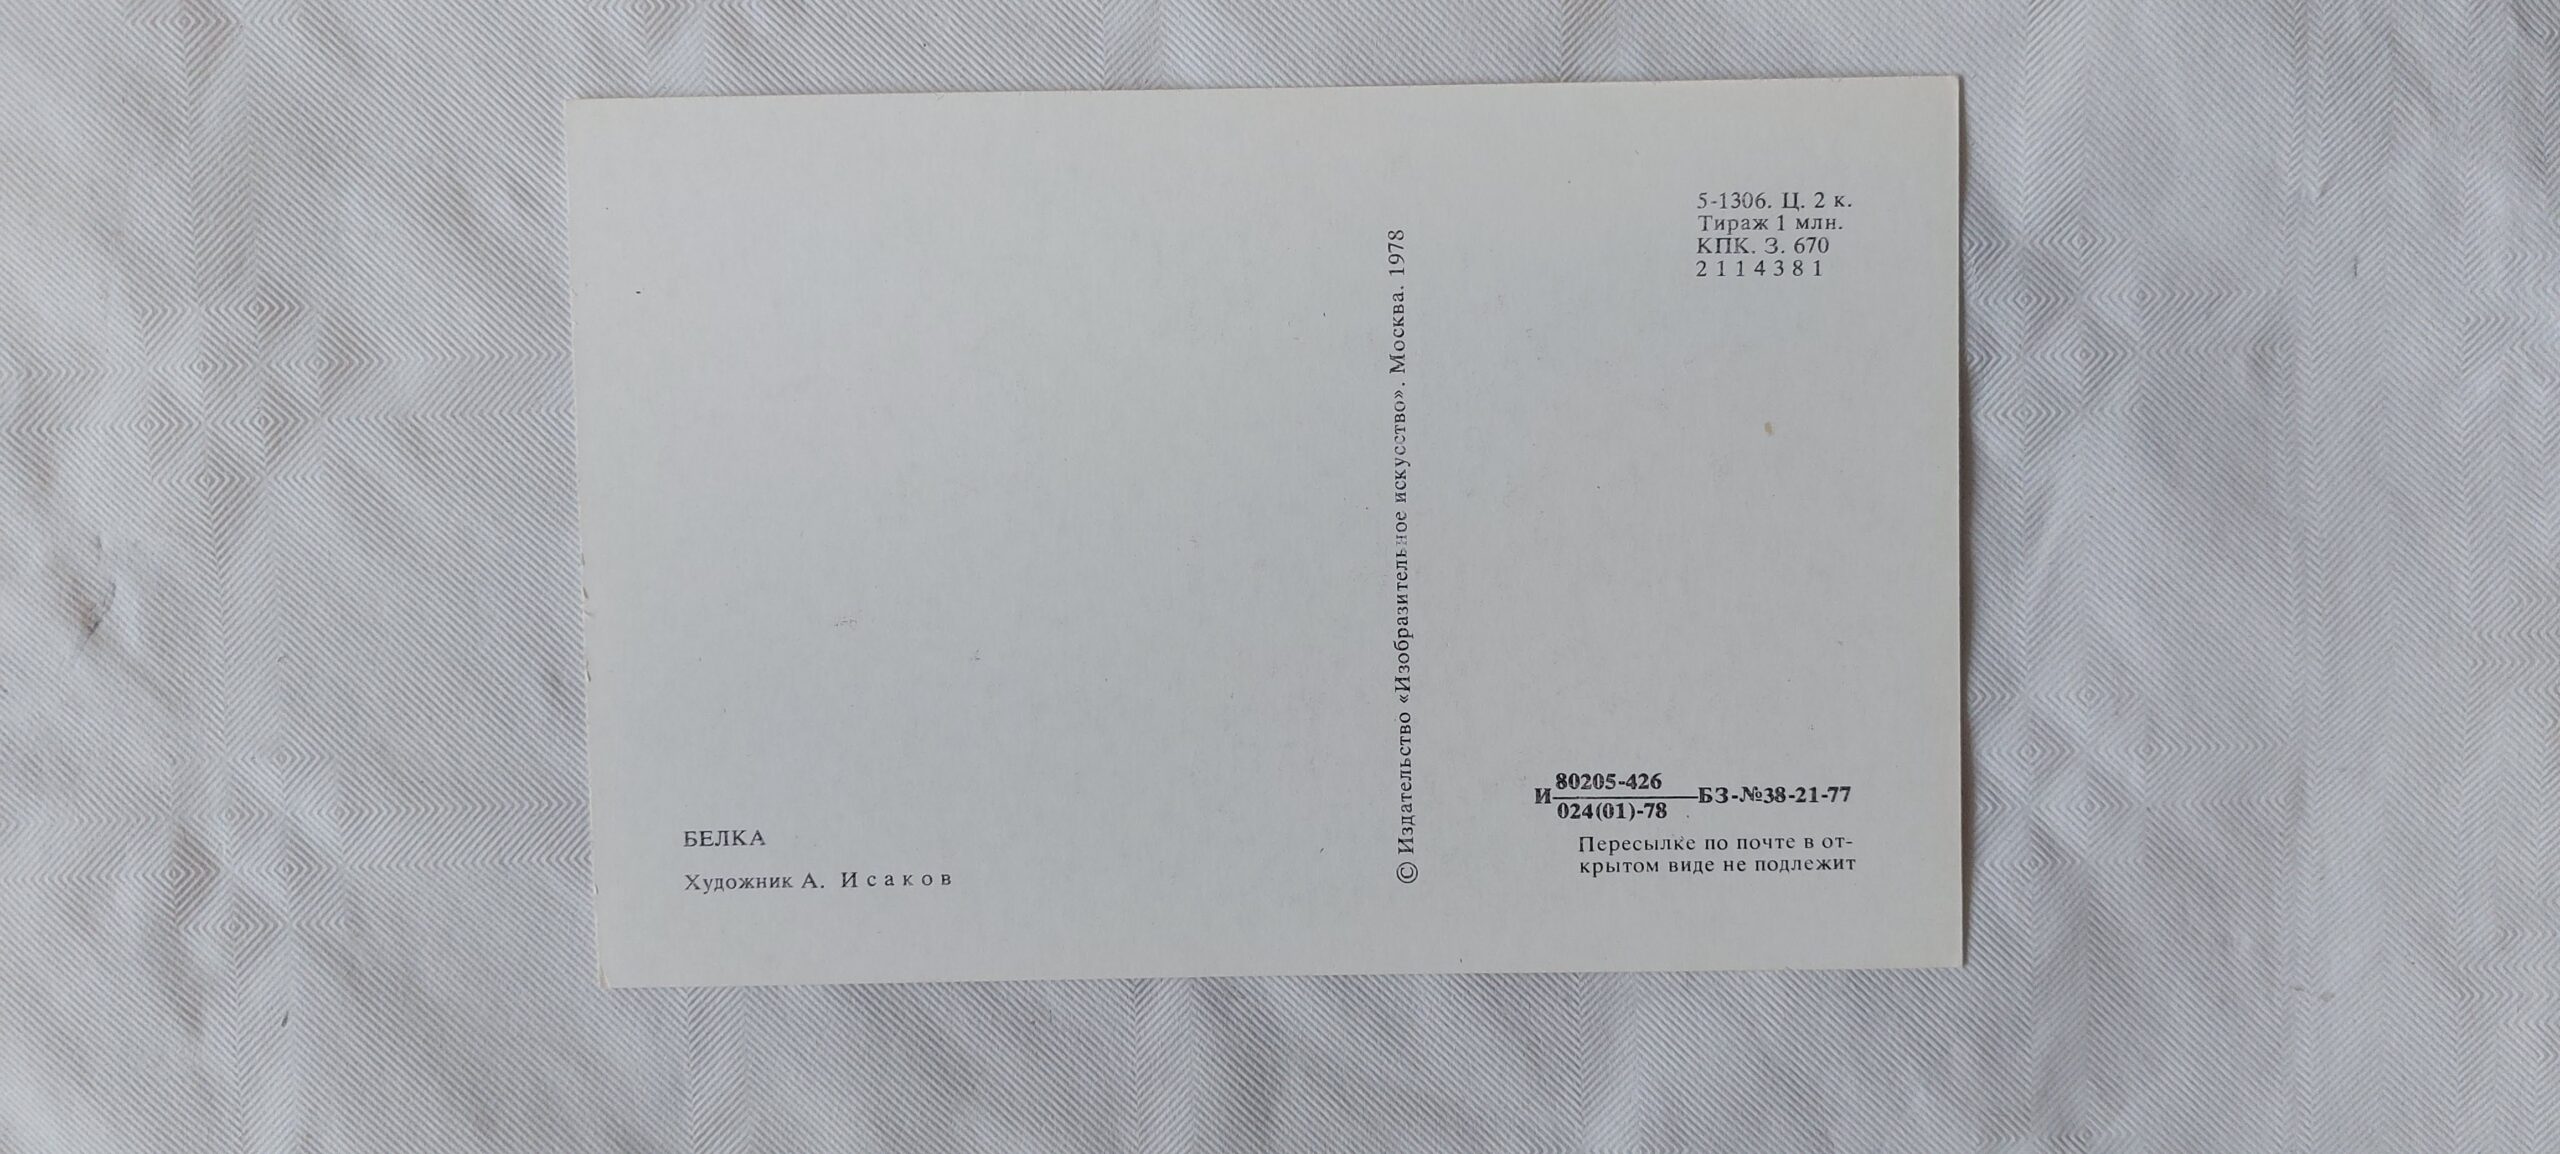 БЕЛКА
Художник А. Исаков
© Издательство «Изобразительное искусство». Москва. 1978
5-1306. Ц. 2 к.
Тираж 1 млн.
КПК. З. 670
2114381
И 80205-426
024(01)-78 БЗ-№38-21-77
Пересылке по почте в от-
крытом виде не подлежит